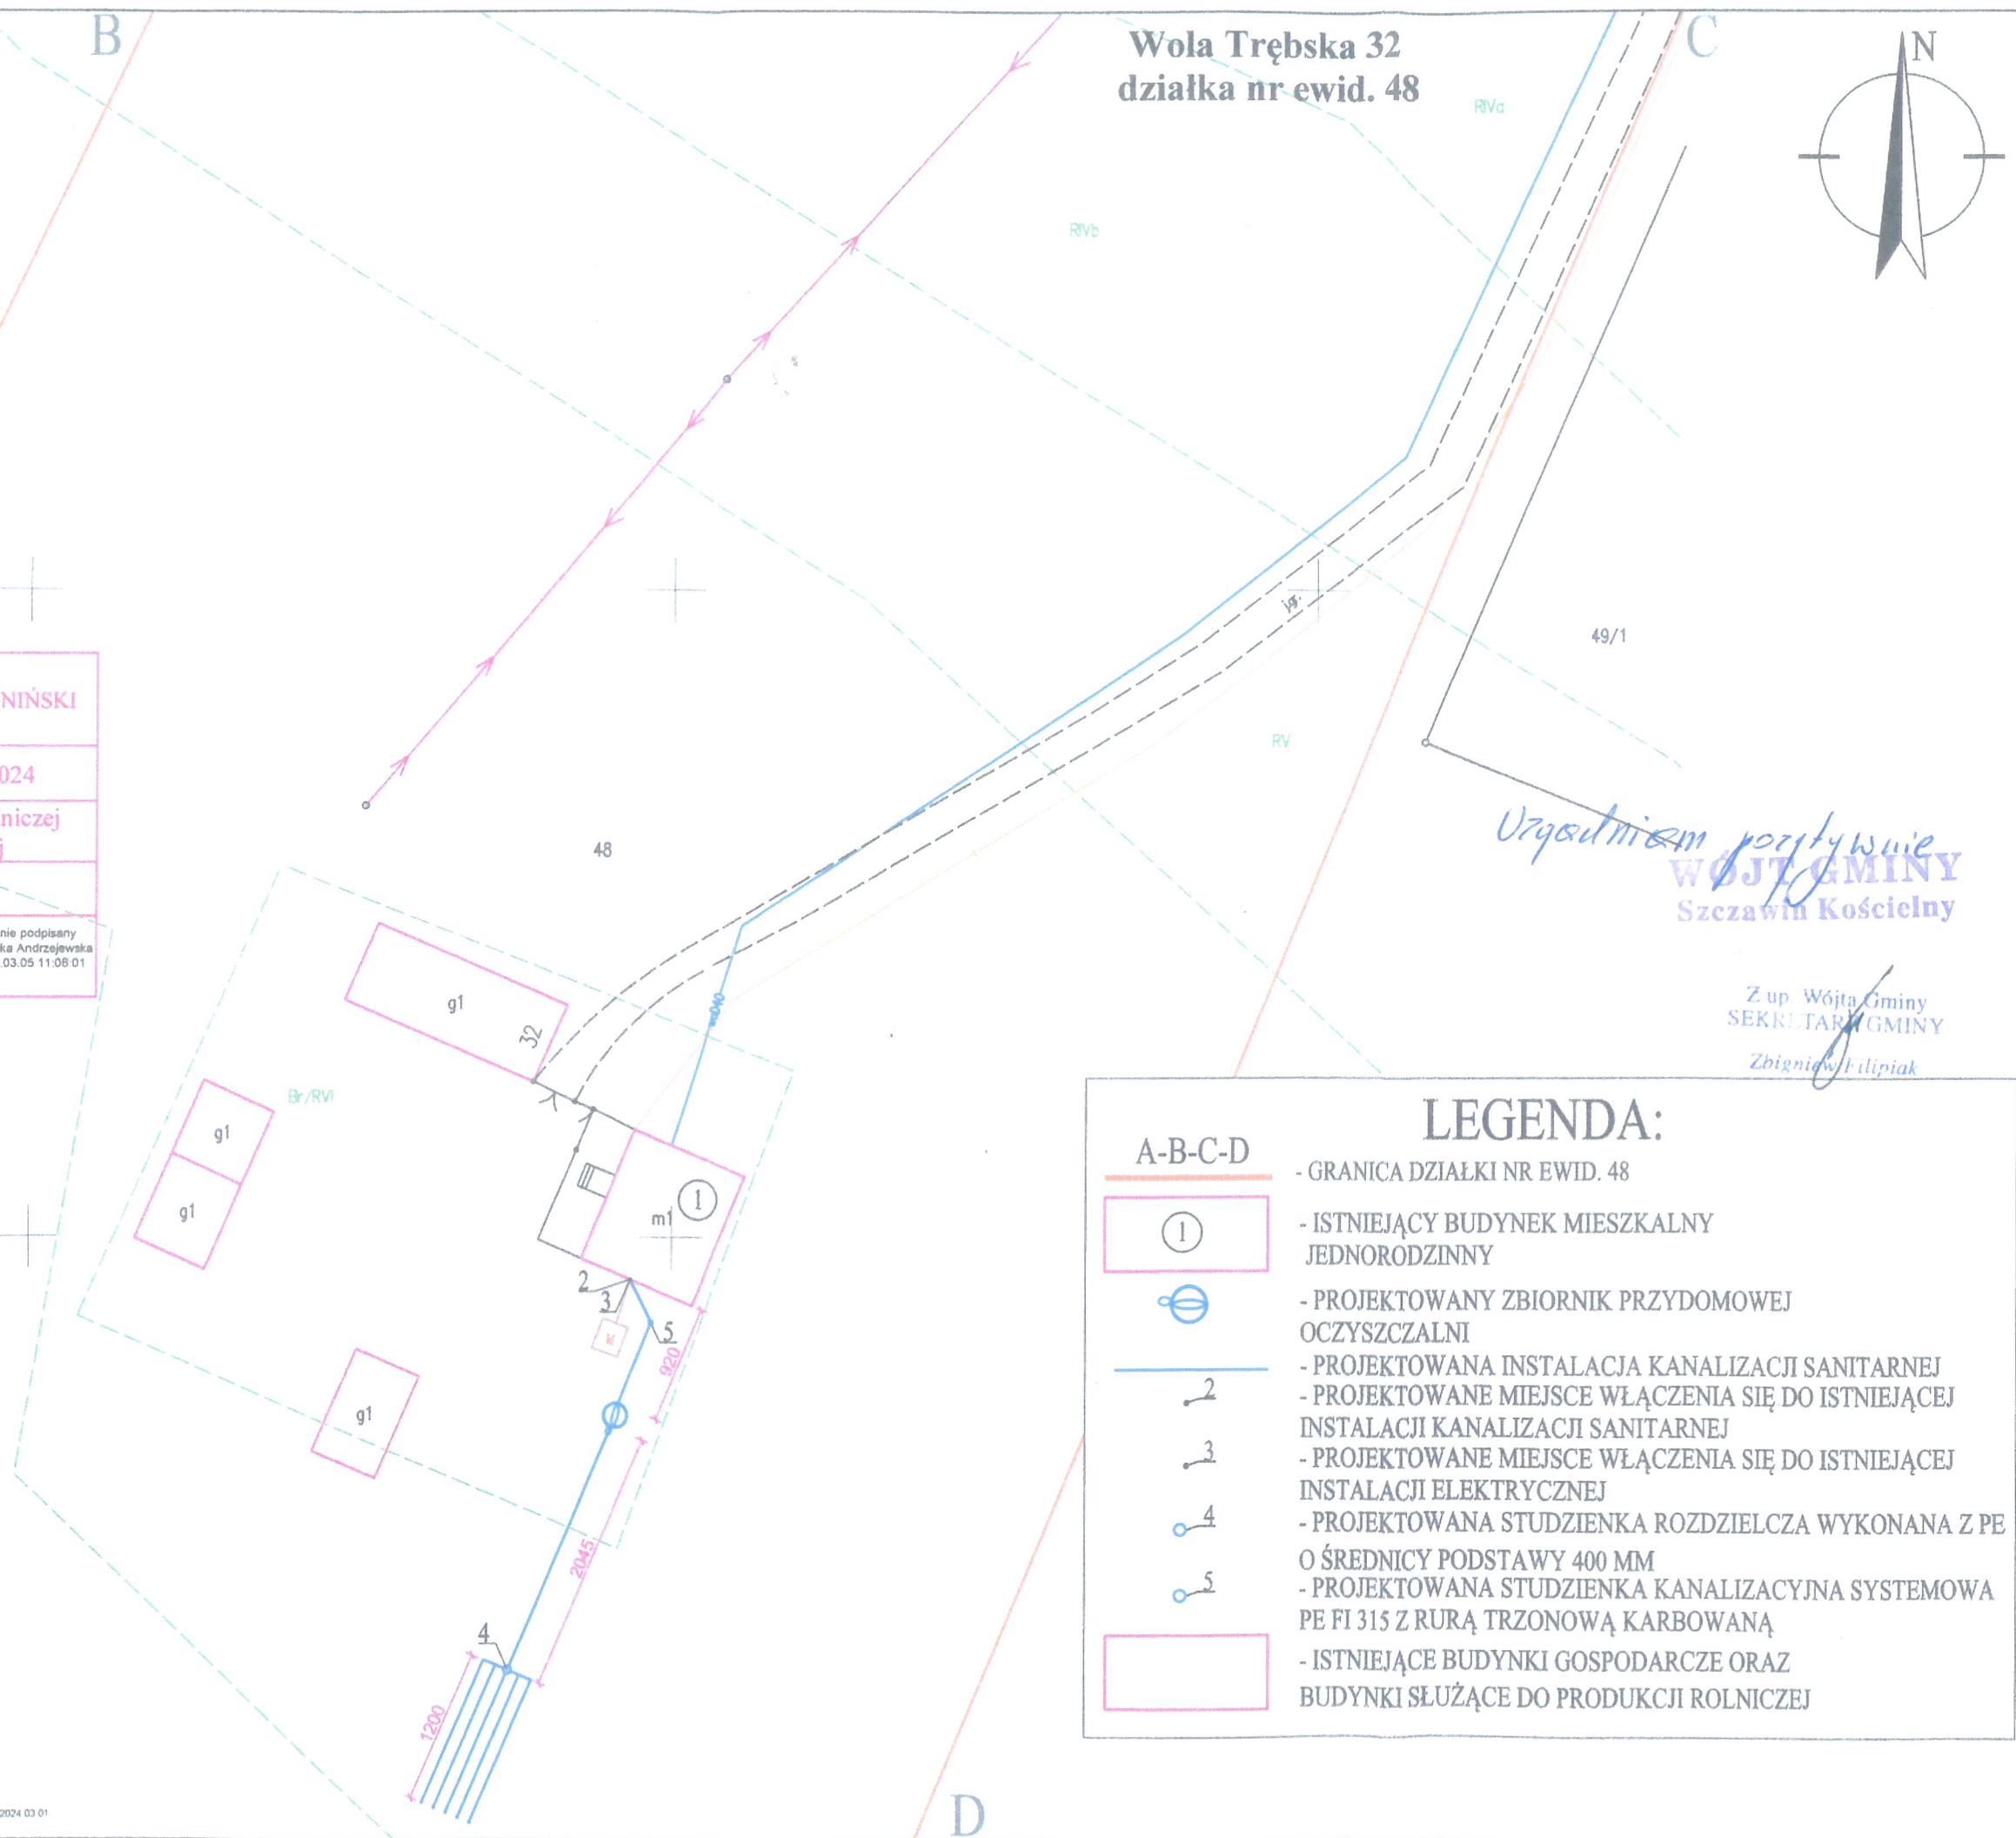 B
C
N
Wola Trębska 32
działka nr ewid. 48
RIVa
RIVb
jg.
49/1
NIŃSKI
024
niczej
j
nie podpisany
ka Andrzejewska
.03.05 11:06:01
RV
48
Uzgadniam pozytywnie
WÓJT GMINY
Szczawin Kościelny
Z up. Wójta Gminy
SEKRETARZ GMINY
Zbigniew Filipiak
g1
32
woD40
Br/RVI
g1
g1
m1
1
2
3
5
920
g1
2045
4
1200
LEGENDA:
A-B-C-D
- GRANICA DZIAŁKI NR EWID. 48
1
- ISTNIEJĄCY BUDYNEK MIESZKALNY
JEDNORODZINNY
- PROJEKTOWANY ZBIORNIK PRZYDOMOWEJ
OCZYSZCZALNI
- PROJEKTOWANA INSTALACJA KANALIZACJI SANITARNEJ
2
- PROJEKTOWANE MIEJSCE WŁĄCZENIA SIĘ DO ISTNIEJĄCEJ
INSTALACJI KANALIZACJI SANITARNEJ
3
- PROJEKTOWANE MIEJSCE WŁĄCZENIA SIĘ DO ISTNIEJĄCEJ
INSTALACJI ELEKTRYCZNEJ
4
- PROJEKTOWANA STUDZIENKA ROZDZIELCZA WYKONANA Z PE
O ŚREDNICY PODSTAWY 400 MM
5
- PROJEKTOWANA STUDZIENKA KANALIZACYJNA SYSTEMOWA
PE FI 315 Z RURĄ TRZONOWĄ KARBOWANĄ
- ISTNIEJĄCE BUDYNKI GOSPODARCZE ORAZ
BUDYNKI SŁUŻĄCE DO PRODUKCJI ROLNICZEJ
2024 03 01
D